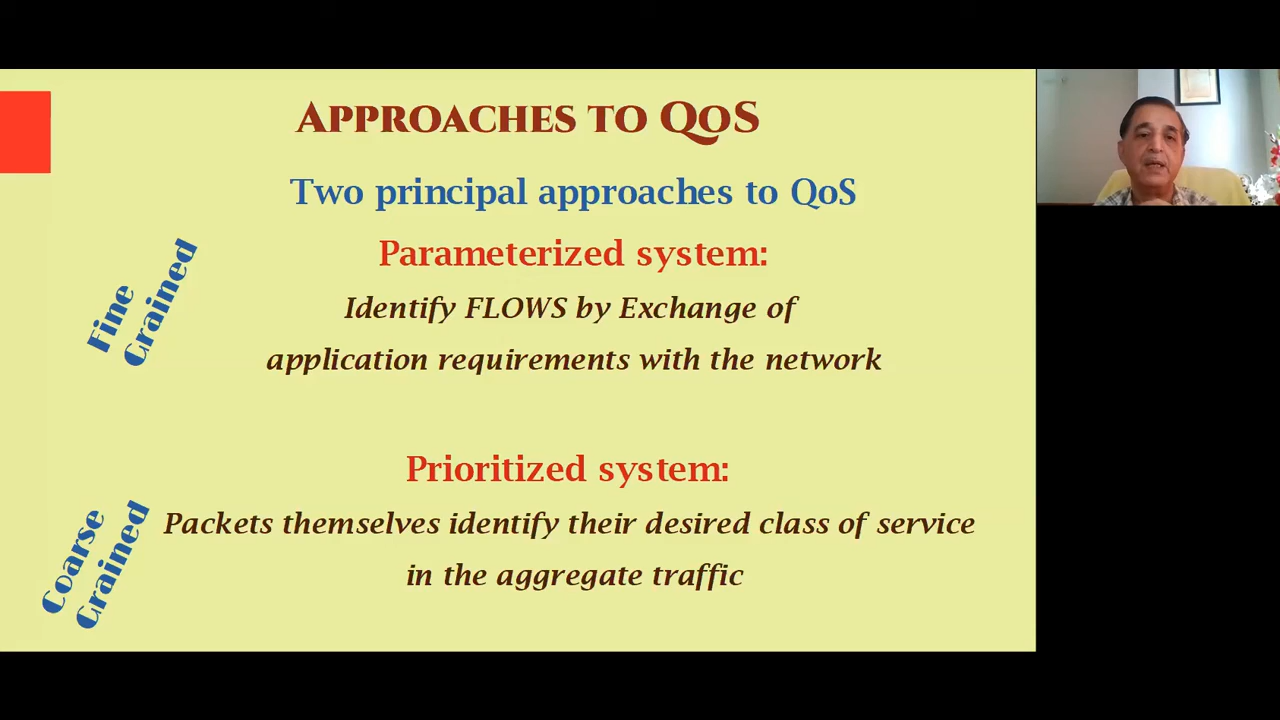 APPROACHES TO QOS
Two principal approaches to QoS
Fine
Grained
Parameterized system:
Identify FLOWS by Exchange of
application requirements with the network
Coarse
Grained
Prioritized system:
Packets themselves identify their desired class of service
in the aggregate traffic